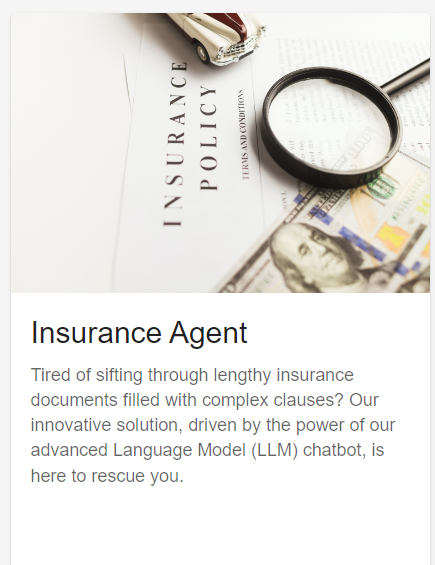 INSURANCE
POLICY
TERMS AND CONDITIONS
Insurance Agent
Tired of sifting through lengthy insurance
documents filled with complex clauses? Our
innovative solution, driven by the power of our
advanced Language Model (LLM) chatbot, is
here to rescue you.